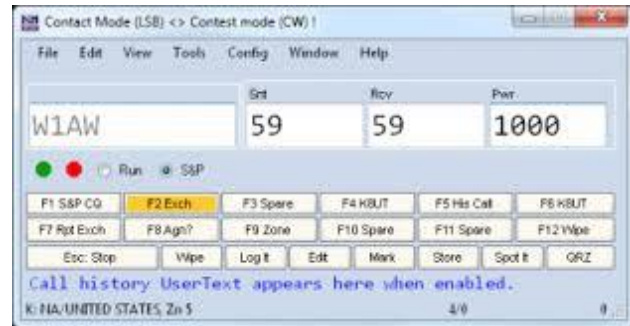 Contact Mode (LSB) <> Contest mode (CW) !
File Edit View Tools Config Window Help
Snt Rcv Pwr
W1AW 59 59 1000
Run S&P
F1 S&P CQ F2 Exch F3 Spare F4 K8UT F5 His Call F6 K8UT
F7 Rpt Exch F8 Agn? F9 Zone F10 Spare F11 Spare F12 Wipe
Esc: Stop Wipe Log It Edit Mark Store Spot It QRZ
Call history UserText appears here when enabled.
K: NA/UNITED STATES, Zn 5 4/0 0